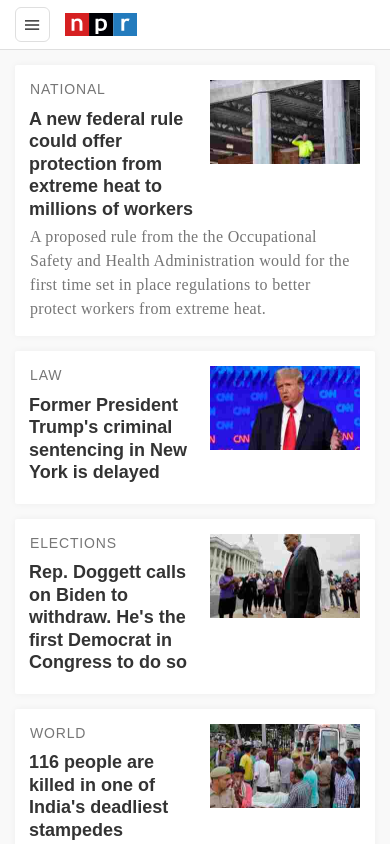 npr
NATIONAL
A new federal rule
could offer
protection from
extreme heat to
millions of workers
A proposed rule from the the Occupational
Safety and Health Administration would for the
first time set in place regulations to better
protect workers from extreme heat.
LAW
Former President
Trump's criminal
sentencing in New
York is delayed
CNN CNN
CNN
CNN
ELECTIONS
Rep. Doggett calls
on Biden to
withdraw. He's the
first Democrat in
Congress to do so
WORLD
116 people are
killed in one of
India's deadliest
stampedes